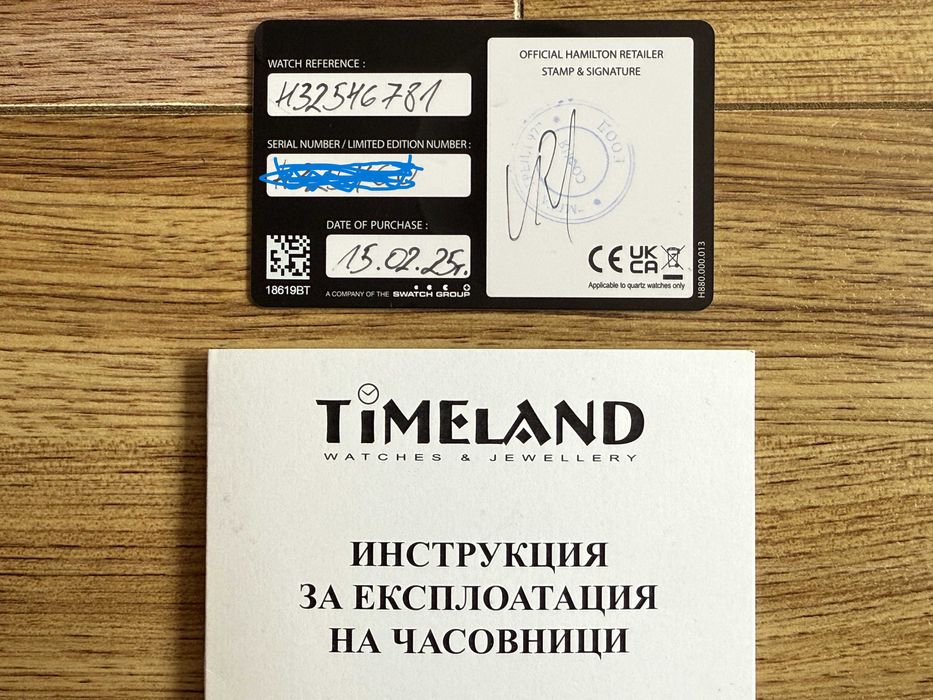 WATCH REFERENCE :
H32546781
SERIAL NUMBER / LIMITED EDITION NUMBER :
DATE OF PURCHASE :
15.02.25г.
18619BT
A COMPANY OF THE SWATCH GROUP
OFFICIAL HAMILTON RETAILER
STAMP & SIGNATURE
ЕООД
CE UK
CA
Applicable to quartz watches only
H880.000.013
TiMELAND
WATCHES & JEWELLERY
ИНСТРУКЦИЯ
ЗА ЕКСПЛОАТАЦИЯ
НА ЧАСОВНИЦИ